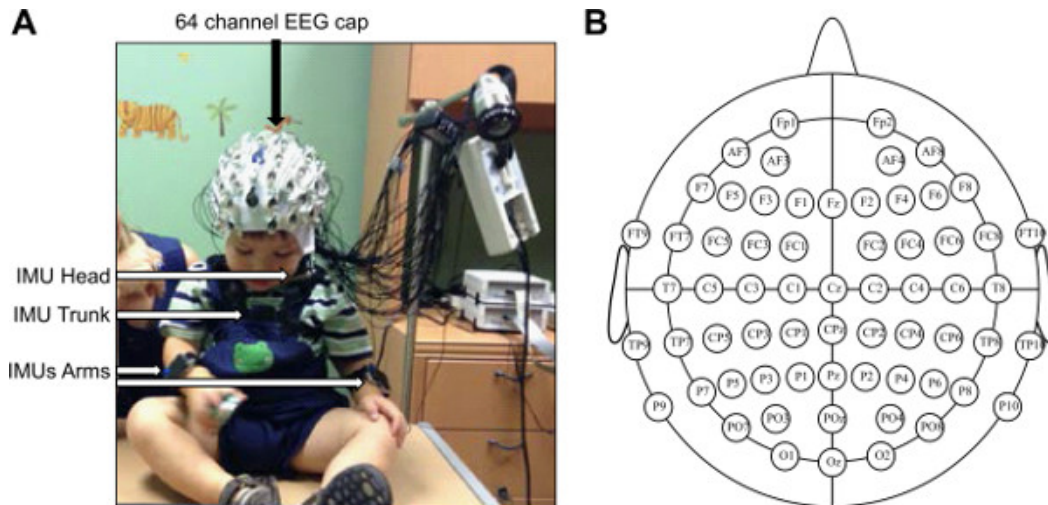 A
64 channel EEG cap
IMU Head
IMU Trunk
IMUs Arms
B
Fp1 Fp2
AF7 AF3 AF4 AF8
F7 F5 F3 F1 Fz F2 F4 F6 F8
FT9 FT7 FC5 FC3 FC1 FC2 FC4 FC6 FC8 FT10
T7 C5 C3 C1 Cz C2 C4 C6 T8
TP9 TP7 CP5 CP3 CP1 CPz CP2 CP4 CP6 TP8 TP10
P7 P5 P3 P1 Pz P2 P4 P6 P8
P9 PO7 PO3 POz PO4 PO8 P10
O1 Oz O2